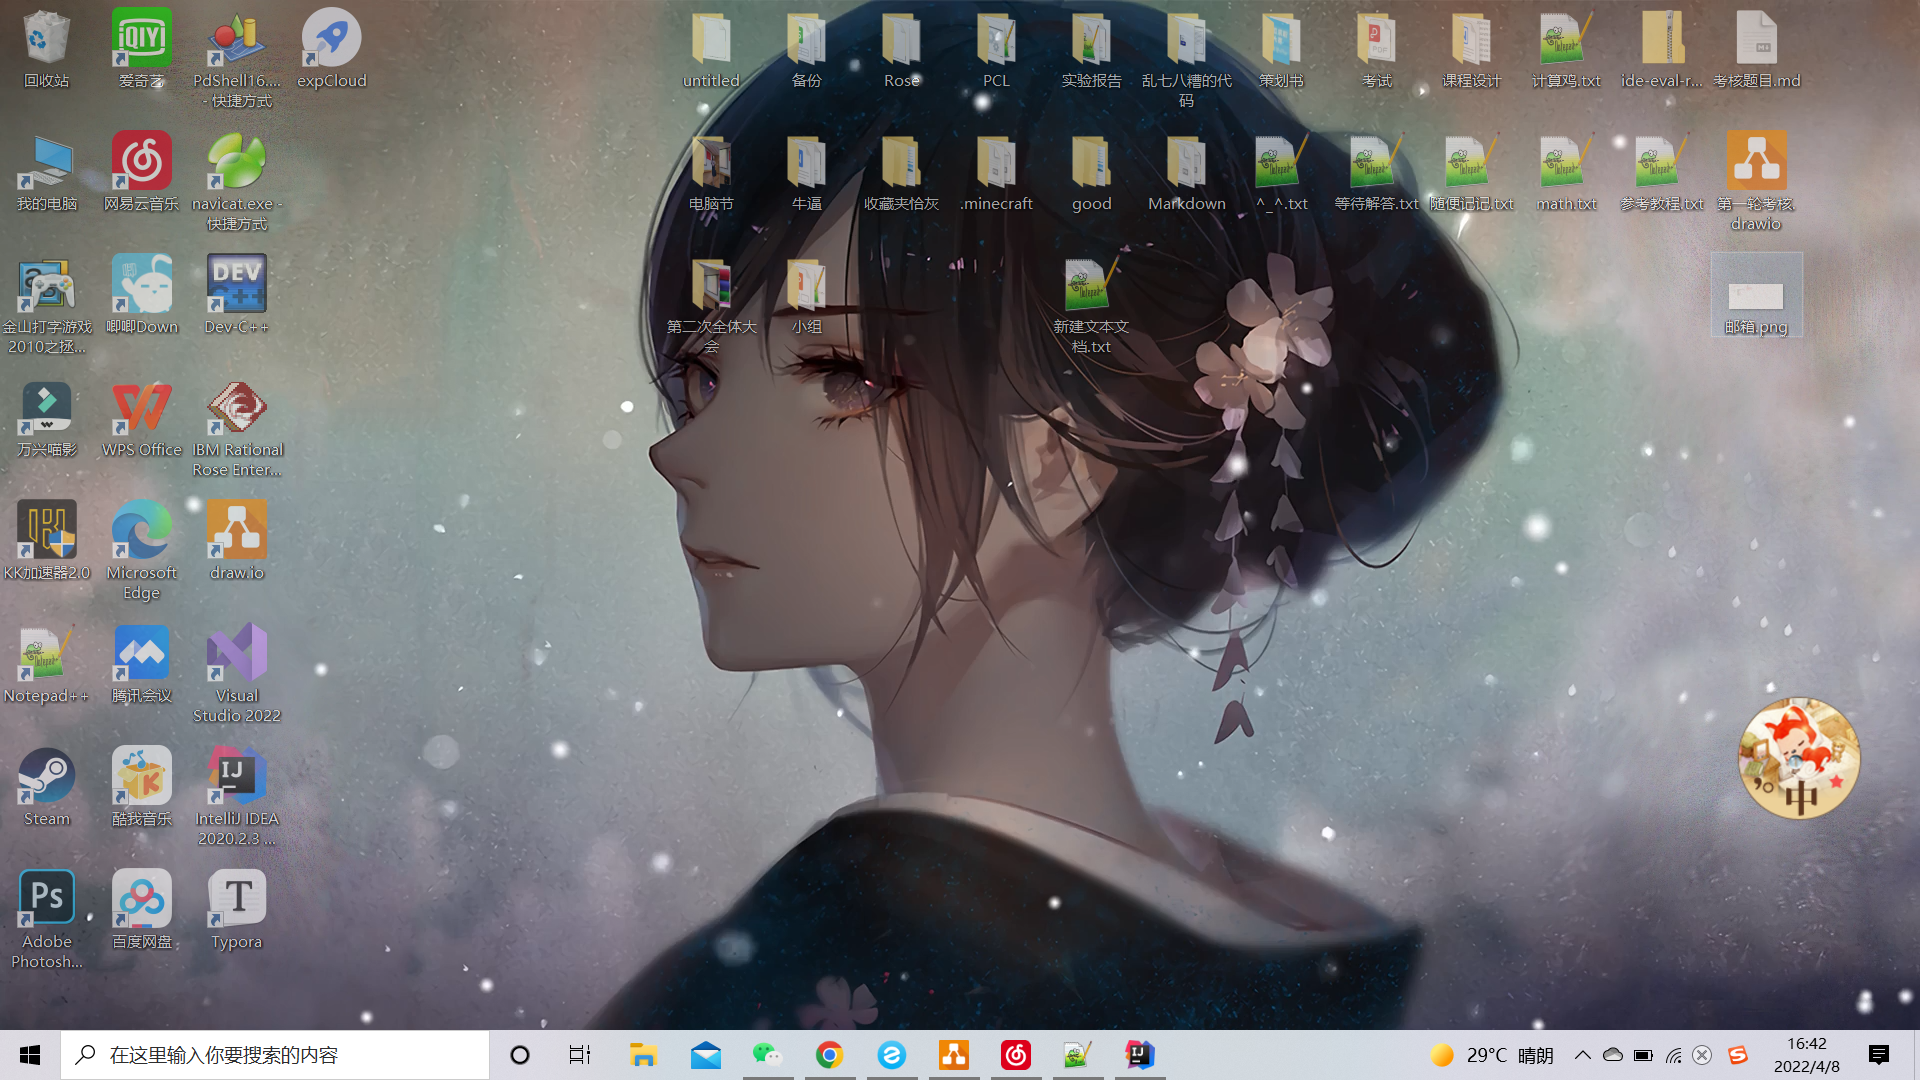 回收站
iQIYI
爱奇艺
PdShell16....
- 快捷方式
expCloud
untitled
备份
Rose
PCL
实验报告
乱七八糟的代
码
策划书
考试
课程设计
计算鸡.txt
ide-eval-r...
考核题目.md
我的电脑
网易云音乐
navicat.exe -
快捷方式
电脑节
牛逼
收藏夹恰灰
.minecraft
good
Markdown
^_^.txt
等待解答.txt
随便记记.txt
math.txt
参考教程.txt
第一轮考核.
drawio
金山打字游戏
2010之拯...
唧唧Down
DEV
C++
Dev-C++
第二次全体大
会
小组
新建文本文
档.txt
邮箱.png
万兴喵影
WPS Office
IBM Rational
Rose Enter...
KK加速器2.0
Microsoft
Edge
draw.io
Notepad++
腾讯会议
Visual
Studio 2022
Steam
酷我音乐
IJ
IntelliJ IDEA
2020.2.3 ...
中
Ps
Adobe
Photosh...
百度网盘
T
Typora
在这里输入你要搜索的内容
29°C 晴朗
16:42
2022/4/8